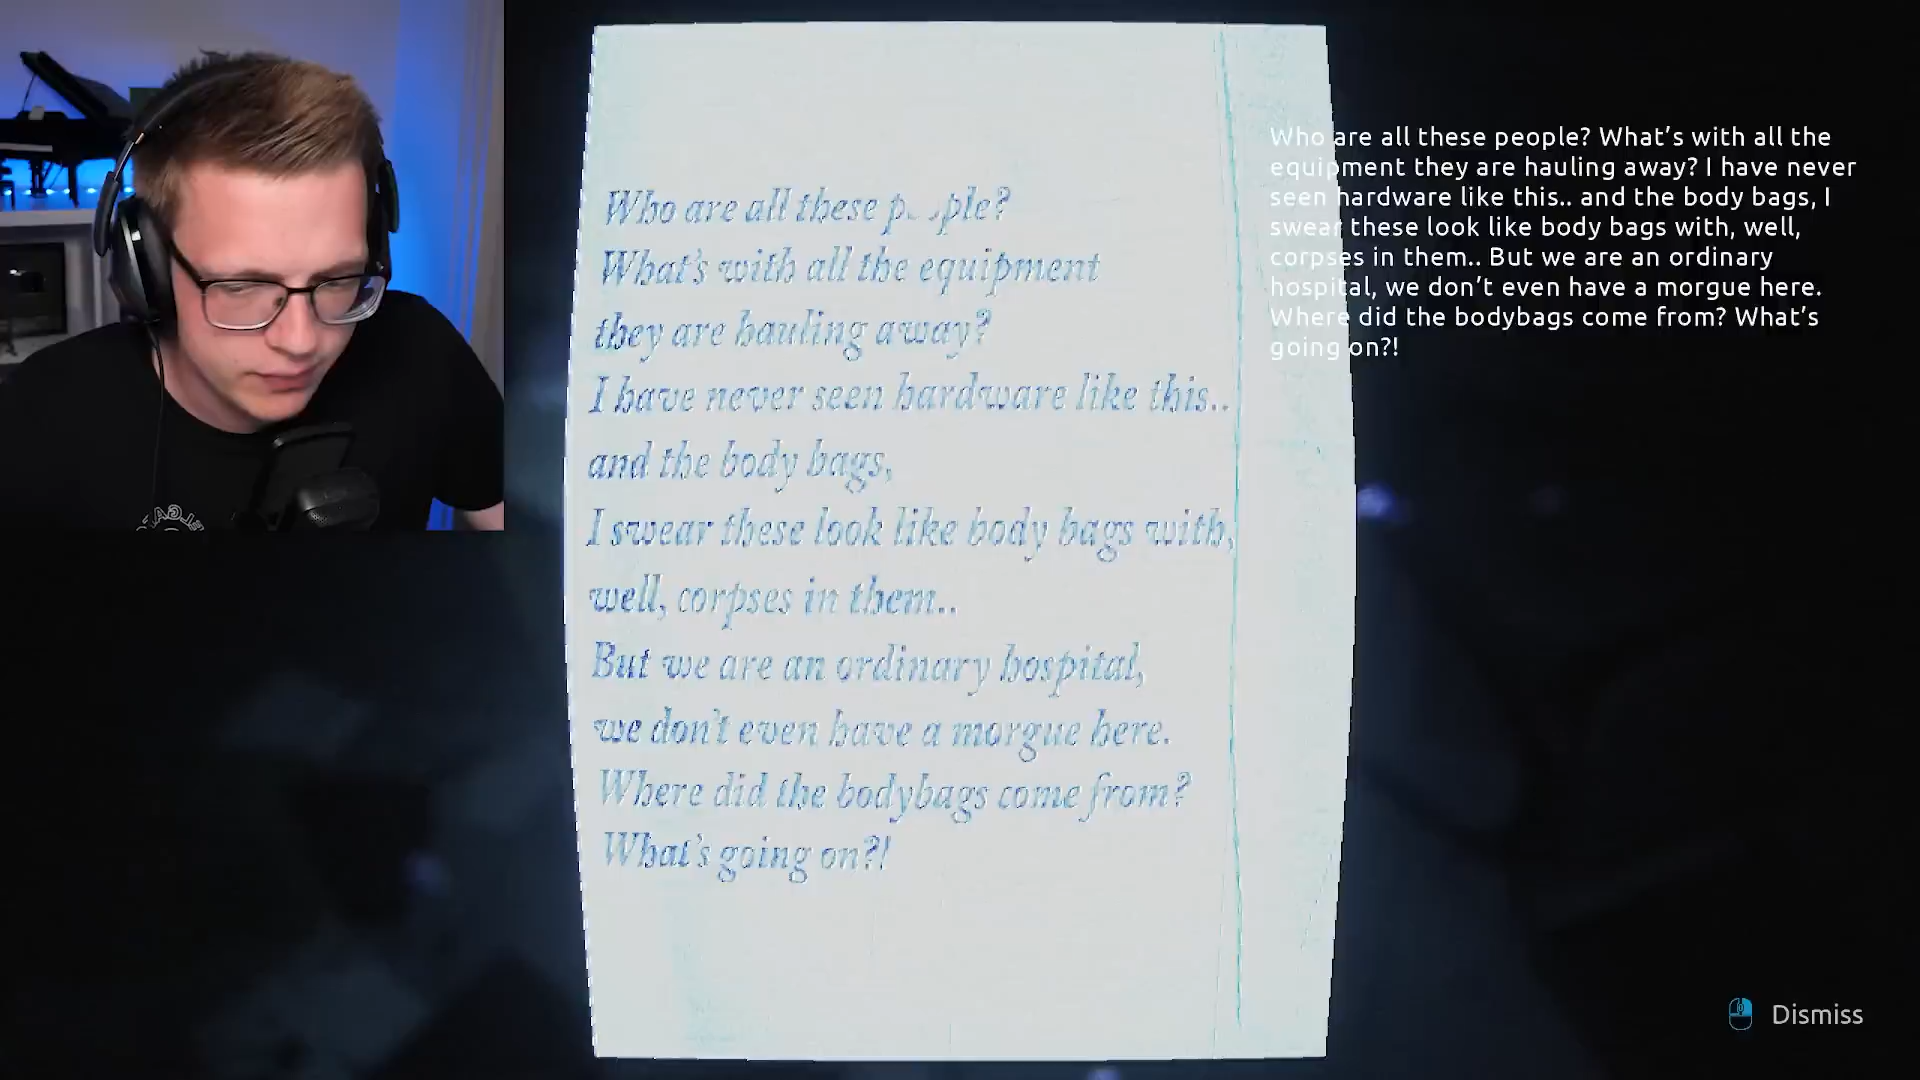 Who are all these ple?
What's with all the equipment
they are hauling away?
I have never seen hardware like this..
and the body bags,
I swear these look like body bags with,
well, corpses in them..
But we are an ordinary hospital,
we don't even have a morgue here.
Where did the bodybags come from?
What's going on?!
Who are all these people? What's with all the
equipment they are hauling away? I have never
seen hardware like this.. and the body bags, I
swear these look like body bags with, well,
corpses in them.. But we are an ordinary
hospital, we don't even have a morgue here.
Where did the bodybags come from? What's
going on?!
Dismiss